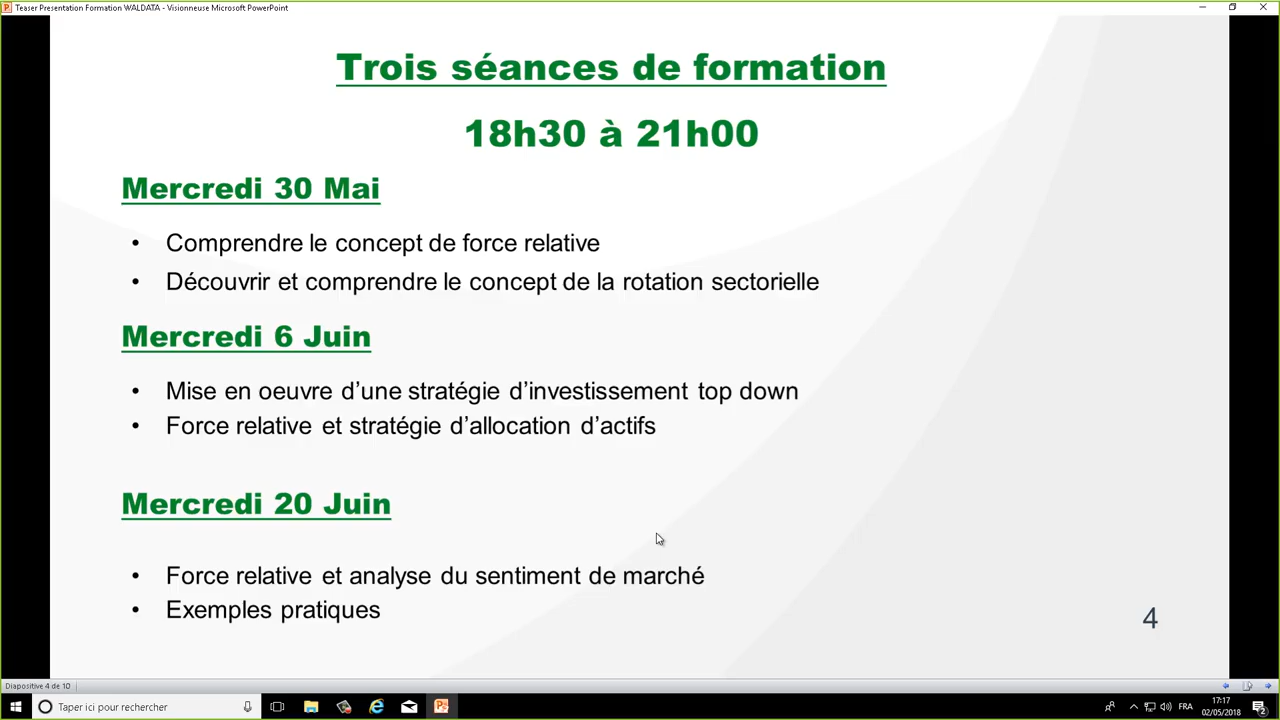 Teaser Presentation Formation WALDATA - Visionneuse Microsoft PowerPoint
Trois séances de formation
18h30 à 21h00
Mercredi 30 Mai
• Comprendre le concept de force relative
• Découvrir et comprendre le concept de la rotation sectorielle
Mercredi 6 Juin
• Mise en oeuvre d’une stratégie d’investissement top down
• Force relative et stratégie d’allocation d’actifs
Mercredi 20 Juin
• Force relative et analyse du sentiment de marché
• Exemples pratiques
4
Diapositive 4 de 10
Taper ici pour rechercher
FRA
17:17
02/05/2018
2